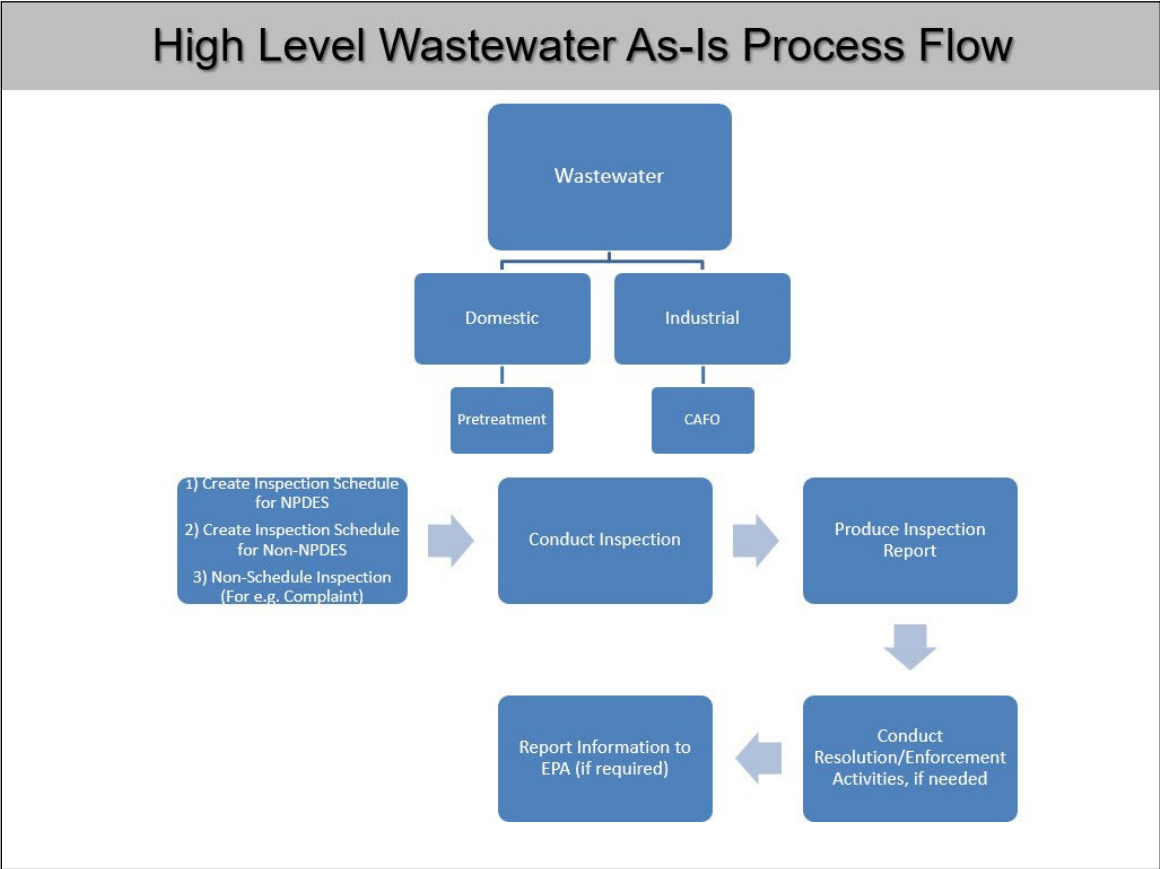 High Level Wastewater As-Is Process Flow
Wastewater
Domestic
Industrial
Pretreatment
CAFO
1) Create Inspection Schedule
for NPDES
2) Create Inspection Schedule
for Non-NPDES
3) Non-Schedule Inspection
(For e.g. Complaint)
Conduct Inspection
Produce Inspection
Report
Conduct
Resolution/Enforcement
Activities, if needed
Report Information to
EPA (if required)